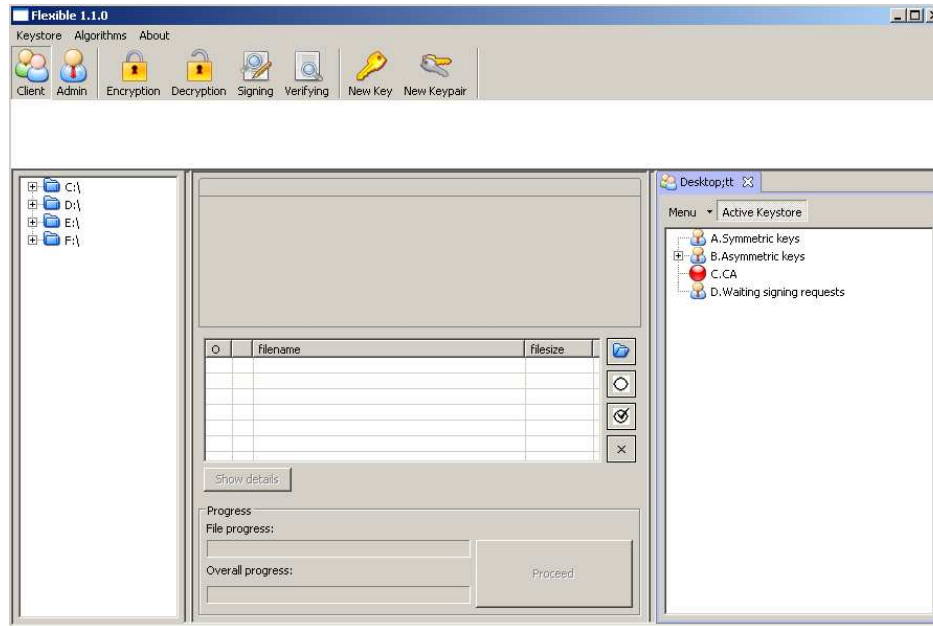 Flexible 1.1.0
Keystore Algorithms About
Client Admin Encryption Decryption Signing Verifying New Key New Keypair
C:\
D:\
E:\
F:\
O filename filesize
Show details
Progress
File progress:
Overall progress:
Proceed
Desktop;tt
Menu Active Keystore
A.Symmetric keys
B.Asymmetric keys
C.CA
D.Waiting signing requests